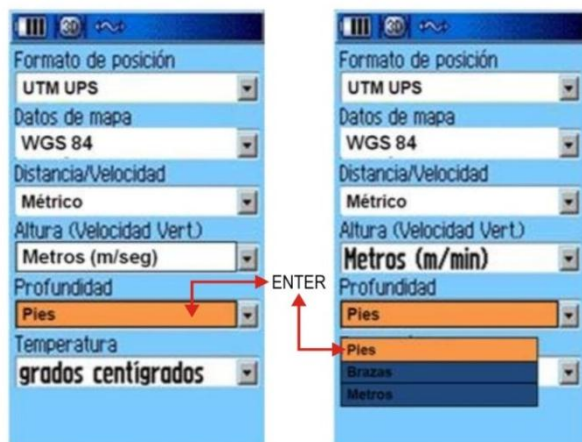 3D
Formato de posición
UTM UPS
Datos de mapa
WGS 84
Distancia/Velocidad
Métrico
Altura (Velocidad Vert.)
Metros (m/seg)
Profundidad
Pies
Temperatura
grados centígrados
ENTER
3D
Formato de posición
UTM UPS
Datos de mapa
WGS 84
Distancia/Velocidad
Métrico
Altura (Velocidad Vert.)
Metros (m/min)
Profundidad
Pies
Pies
Brazas
Metros